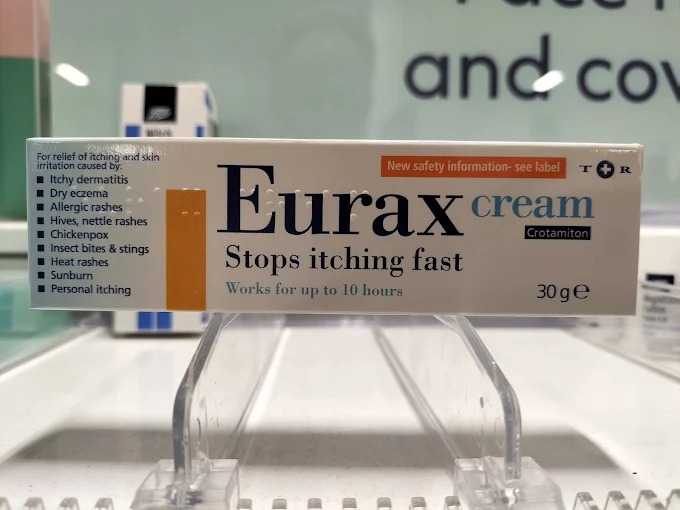 and cov
For relief of itching and skin
irritation caused by:
Itchy dermatitis
Dry eczema
Allergic rashes
Hives, nettle rashes
Chickenpox
Insect bites & stings
Heat rashes
Sunburn
Personal itching
New safety information- see label
T R
Eurax cream
Crotamiton
Stops itching fast
Works for up to 10 hours
30 g e